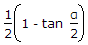 1/2(1 - tan α/2)